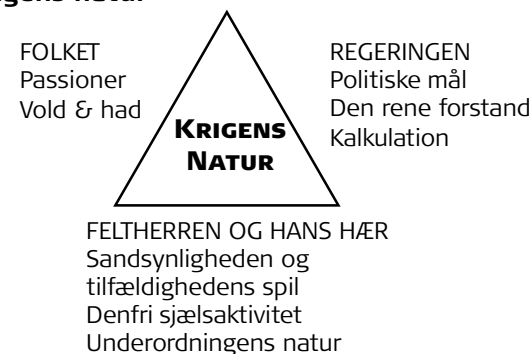 FOLKET
Passioner
Vold & had
REGERINGEN
Politiske mål
Den rene forstand
Kalkulation
KRIGENS
NATUR
FELTHERREN OG HANS HÆR
Sandsynligheden og
tilfældighedens spil
Denfri sjælsaktivitet
Underordningens natur